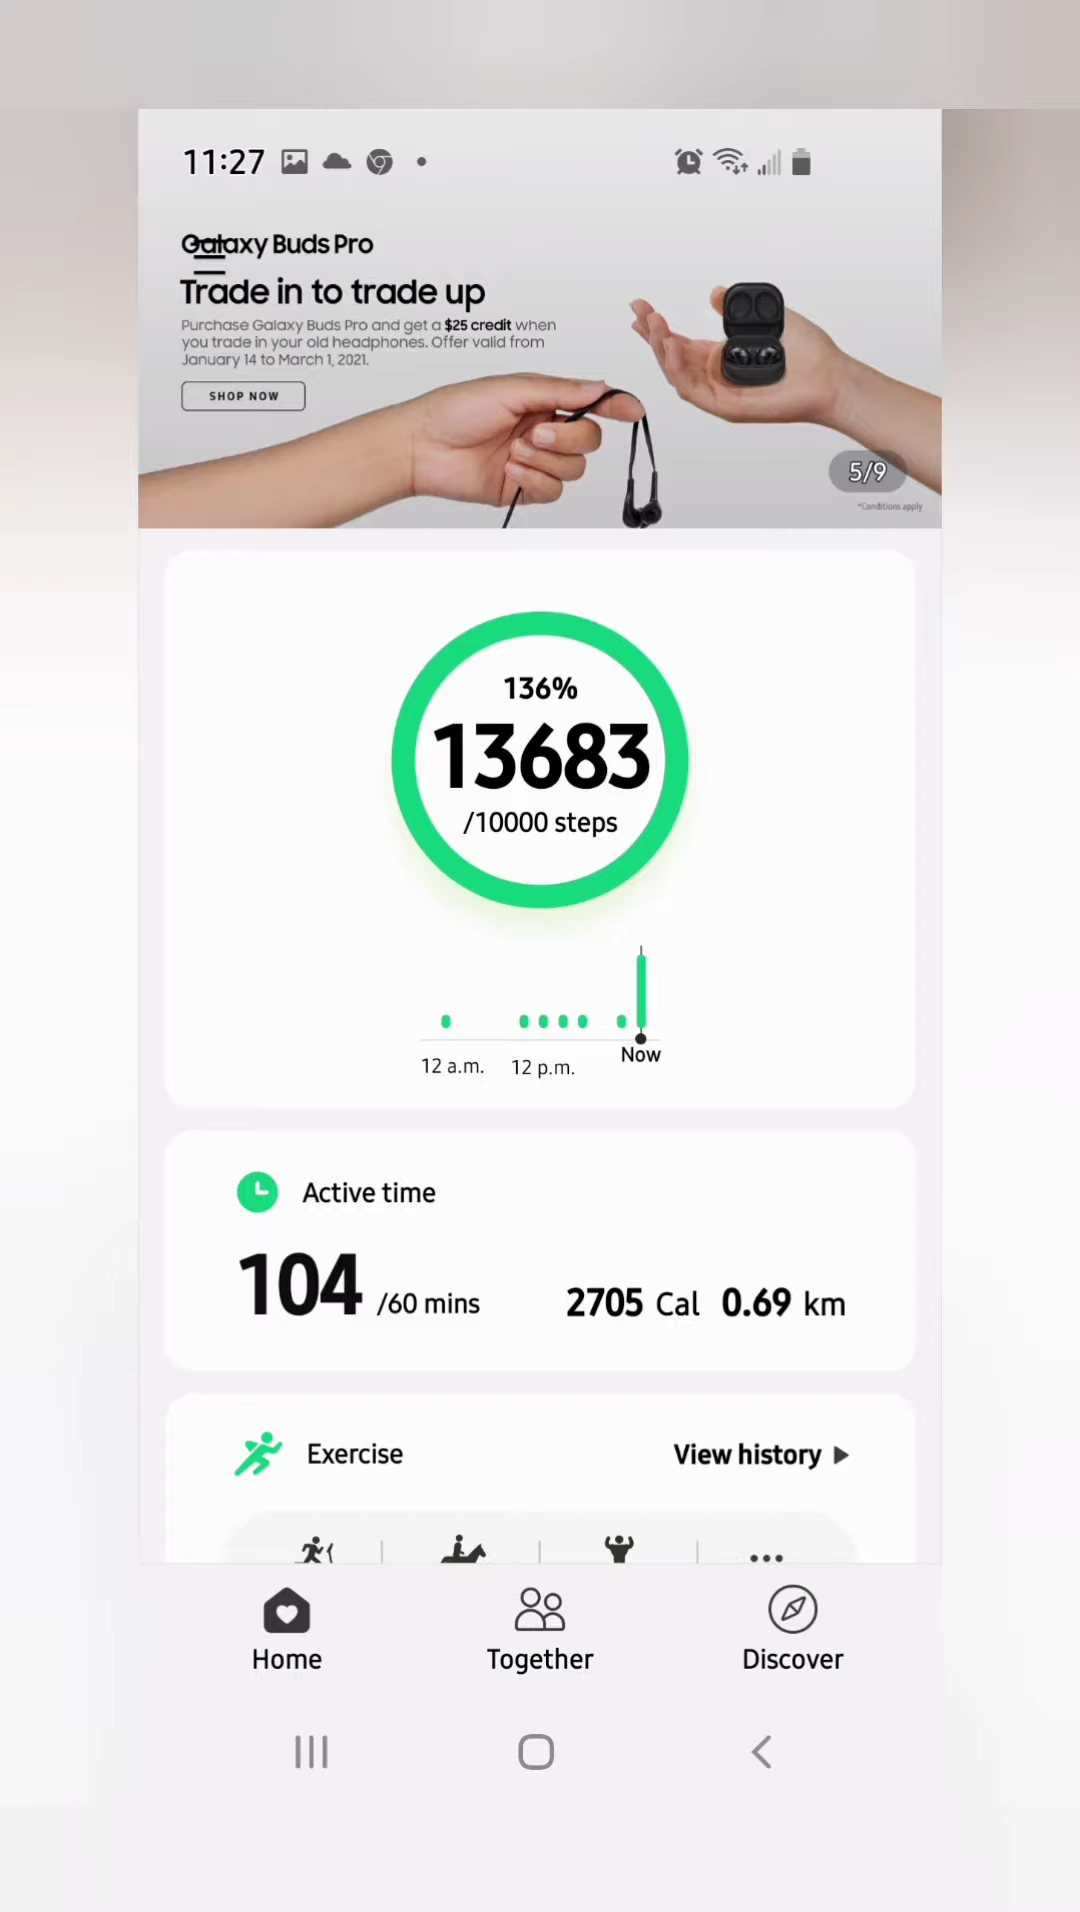 11:27
Galaxy Buds Pro
Trade in to trade up
Purchase Galaxy Buds Pro and get a $25 credit when
you trade in your old headphones. Offer valid from
January 14 to March 1, 2021.
SHOP NOW
5/9
*Conditions apply
136%
13683
/10000 steps
12 a.m. 12 p.m. Now
Active time
104 /60 mins 2705 Cal 0.69 km
Exercise View history
Home Together Discover